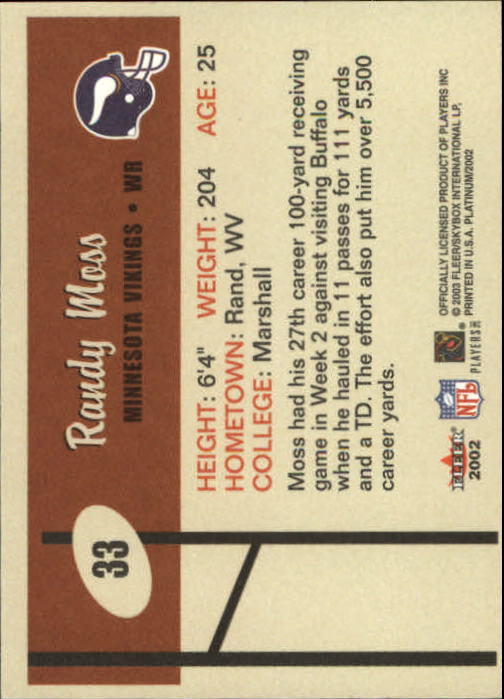 33
Randy Moss
MINNESOTA VIKINGS • WR
HEIGHT: 6'4" WEIGHT: 204 AGE: 25
HOMETOWN: Rand, WV
COLLEGE: Marshall
Moss had his 27th career 100-yard receiving
game in Week 2 against visiting Buffalo
when he hauled in 11 passes for 111 yards
and a TD. The effort also put him over 5,500
career yards.
FLEER
2002
NFL
PLAYERS INC
OFFICIALLY LICENSED PRODUCT OF PLAYERS INC
© 2003 FLEER/SKYBOX INTERNATIONAL LP,
PRINTED IN U.S.A. PLATINUM/2002